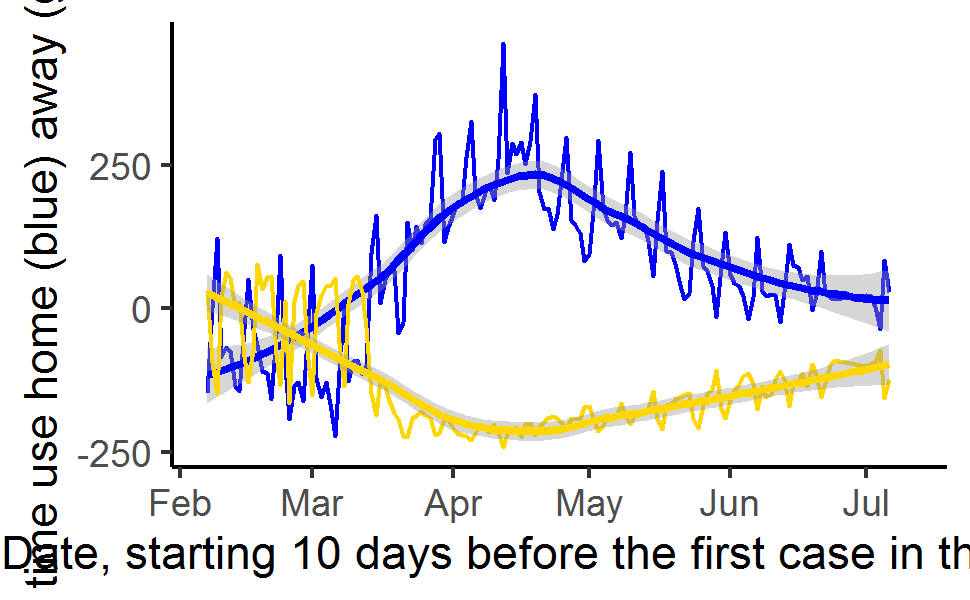 time use home (blue) away (
250
0
-250
Feb Mar Apr May Jun Jul
Date, starting 10 days before the first case in th